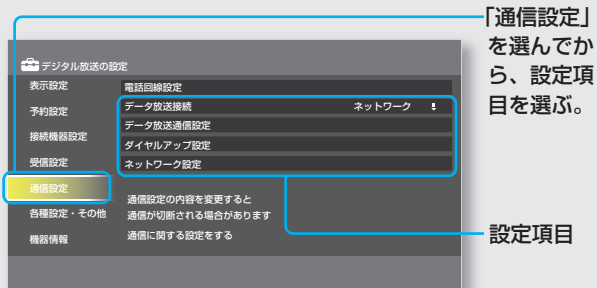 デジタル放送の設定
表示設定
予約設定
接続機器設定
受信設定
通信設定
各種設定・その他
機器情報
電話回線設定
データ放送接続 ネットワーク
データ放送通信設定
ダイヤルアップ設定
ネットワーク設定
通信設定の内容を変更すると
通信が切断される場合があります
通信に関する設定をする
「通信設定」
を選んでか
ら、設定項
目を選ぶ。
設定項目